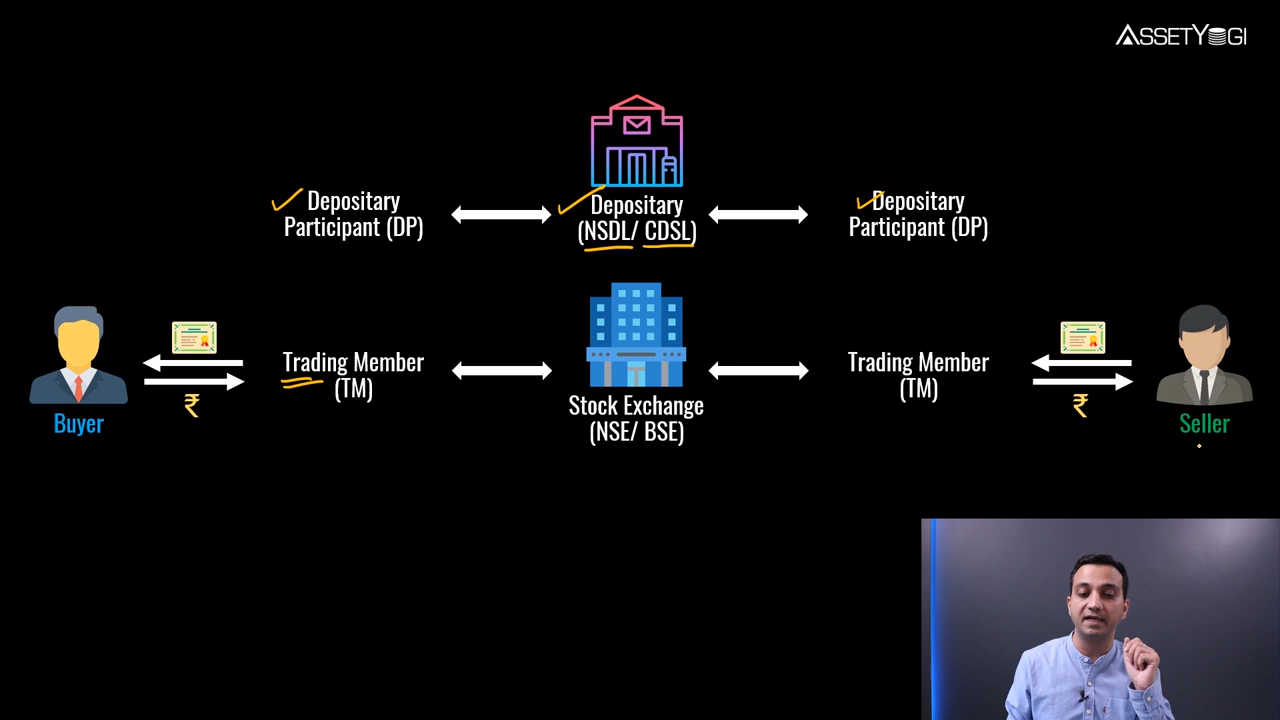 ASSETYOGI
Depositary
Participant (DP)
Depositary
(NSDL/ CDSL)
Depositary
Participant (DP)
Trading Member
(TM)
Stock Exchange
(NSE/ BSE)
Trading Member
(TM)
₹
Buyer
₹
Seller